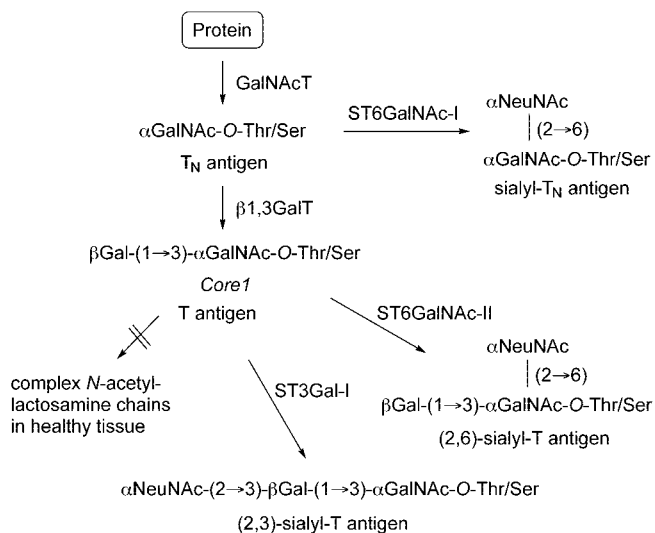 Protein
GalNAcT
αGalNAc-O-Thr/Ser
TN antigen
ST6GalNAc-I
αNeuNAc
(2→6)
αGalNAc-O-Thr/Ser
sialyl-TN antigen
β1,3GalT
βGal-(1→3)-αGalNAc-O-Thr/Ser
Core1
T antigen
ST6GalNAc-II
αNeuNAc
(2→6)
βGal-(1→3)-αGalNAc-O-Thr/Ser
(2,6)-sialyl-T antigen
complex N-acetyl-
lactosamine chains
in healthy tissue
ST3Gal-I
αNeuNAc-(2→3)-βGal-(1→3)-αGalNAc-O-Thr/Ser
(2,3)-sialyl-T antigen